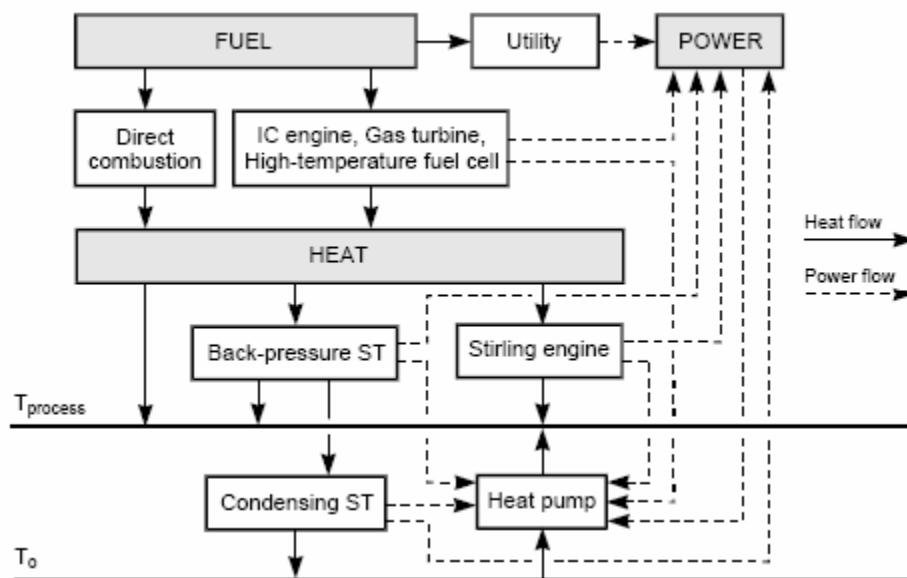 FUEL
Utility
POWER
Direct
combustion
IC engine, Gas turbine,
High-temperature fuel cell
Heat flow
HEAT
Power flow
Back-pressure ST
Stirling engine
Tprocess
Condensing ST
Heat pump
To